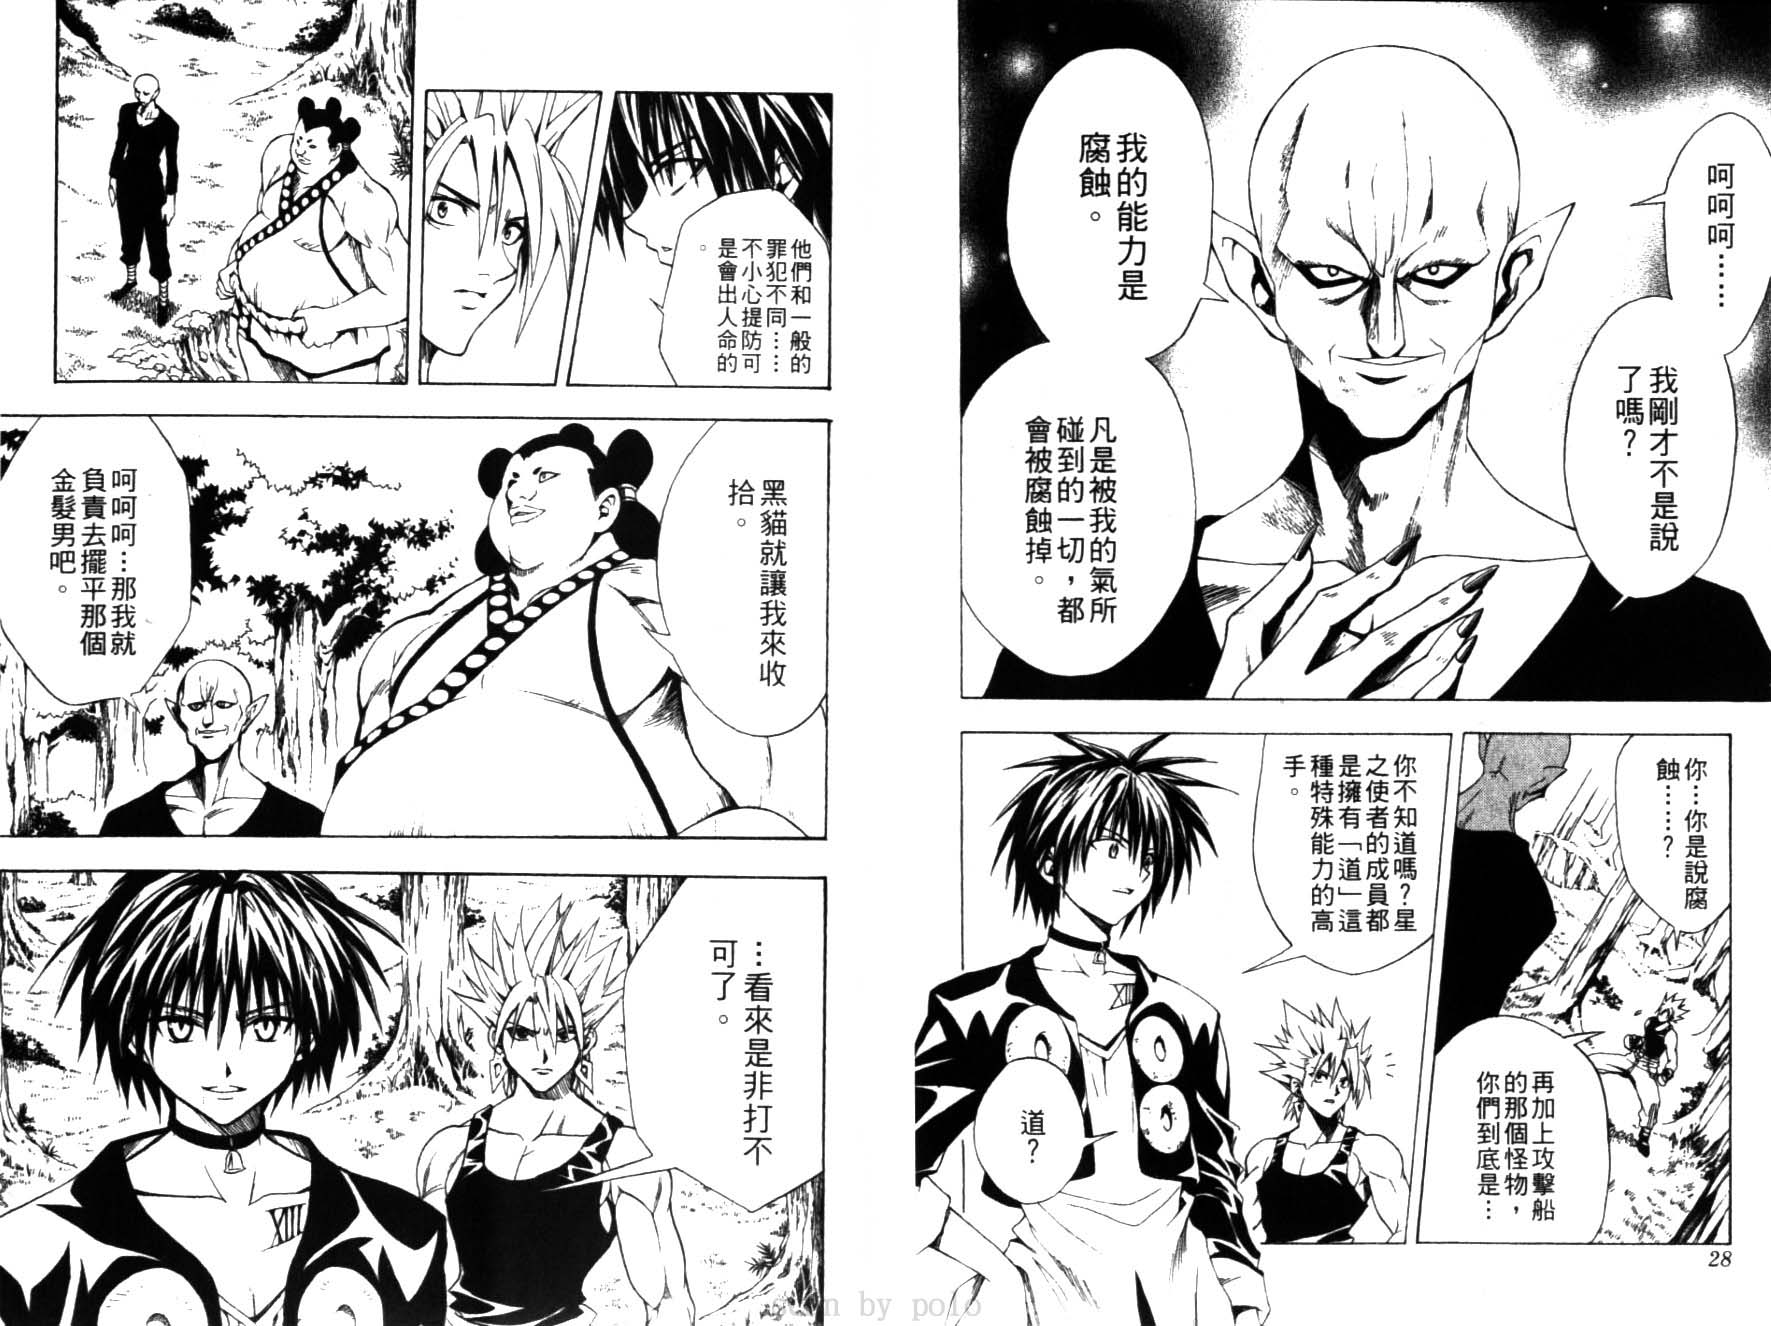 呵呵呵……
我剛才不是說
了嗎?
我的能力是
腐蝕。
凡是被我的氣所
碰到的一切,都
會被腐蝕掉。
你…你是說腐
蝕……?
再加上攻擊船
的那個怪物,
你們到底是…
你不知道嗎?星
之使者的成員都
是擁有「道」這
種特殊能力的高
手。
道?
XIII
28
他們和一般的
罪犯不同……
不小心提防可
是會出人命的
。
黑貓就讓我來收
拾。
呵呵呵…那我就
負責去擺平那個
金髮男吧。
…看來是非打不
可了。
XIII
scan by polo